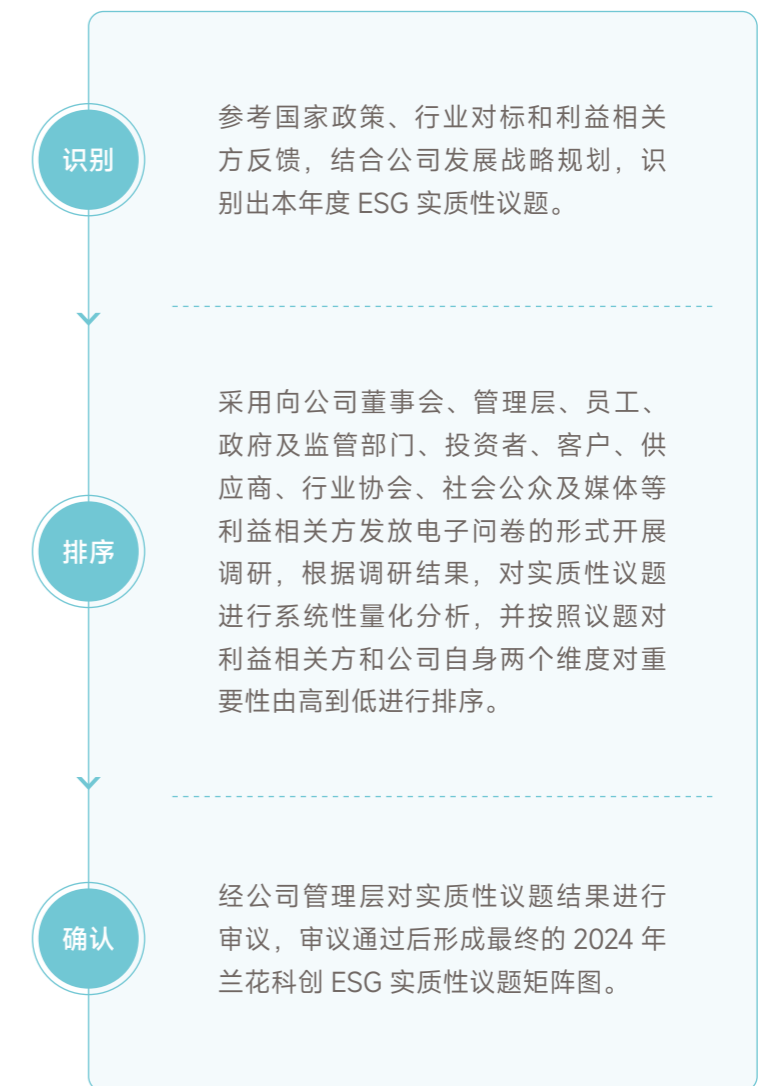 识别
参考国家政策、行业对标和利益相关
方反馈，结合公司发展战略规划，识
别出本年度 ESG 实质性议题。
排序
采用向公司董事会、管理层、员工、
政府及监管部门、投资者、客户、供
应商、行业协会、社会公众及媒体等
利益相关方发放电子问卷的形式开展
调研，根据调研结果，对实质性议题
进行系统性量化分析，并按照议题对
利益相关方和公司自身两个维度对重
要性由高到低进行排序。
确认
经公司管理层对实质性议题结果进行
审议，审议通过后形成最终的 2024 年
兰花科创 ESG 实质性议题矩阵图。